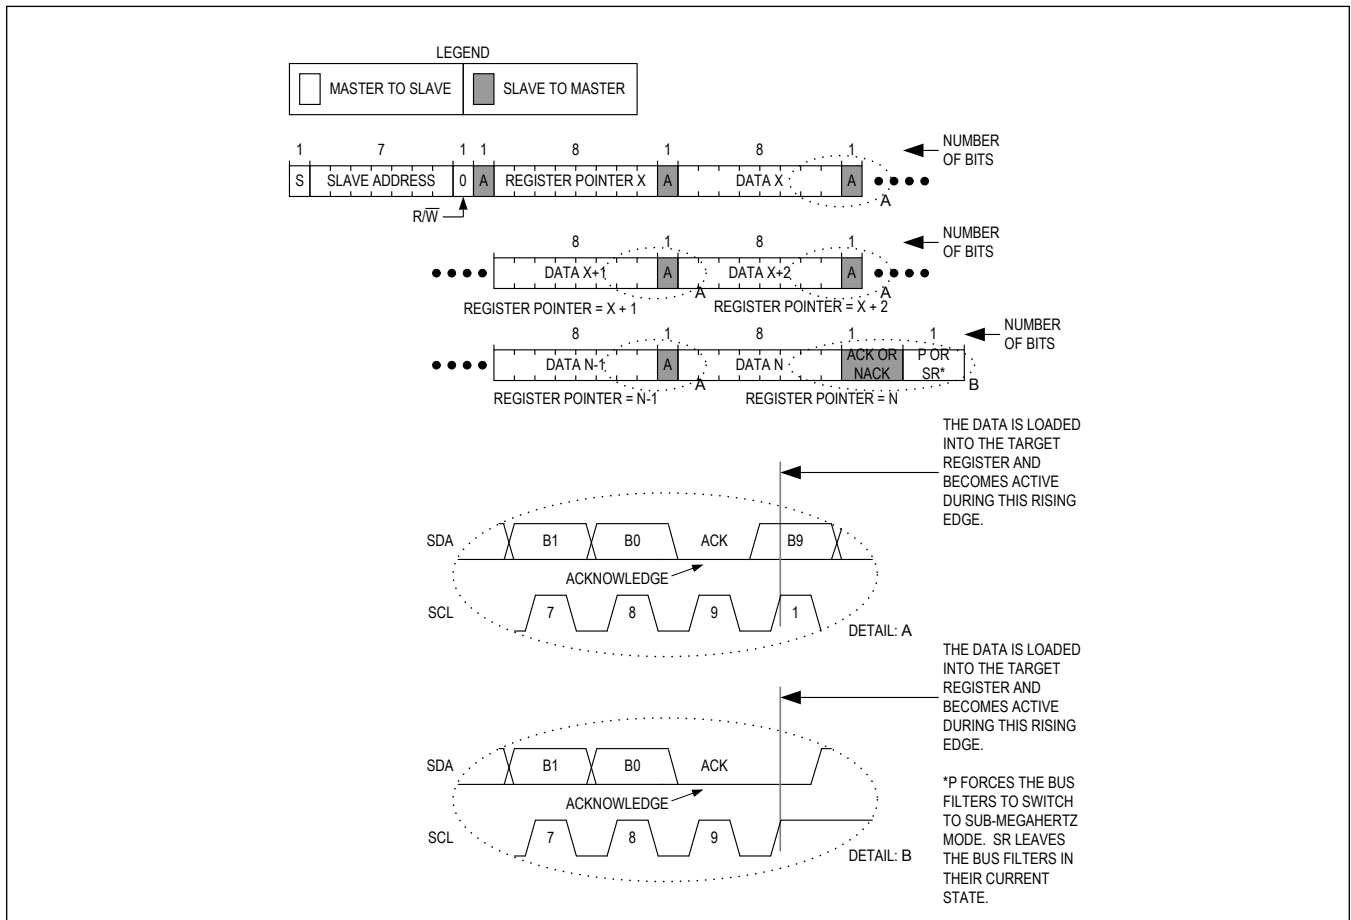 LEGEND
MASTER TO SLAVE
SLAVE TO MASTER
1 7 1 1 8 1 8 1
NUMBER
OF BITS
S SLAVE ADDRESS 0 A REGISTER POINTER X A DATA X A
A
R/W
8 1 8 1
NUMBER
OF BITS
DATA X+1 A DATA X+2 A
A A
REGISTER POINTER = X + 1
REGISTER POINTER = X + 2
8 1 8 1 1
NUMBER
OF BITS
DATA N-1 A DATA N
ACK OR
NACK
P OR
SR*
A B
REGISTER POINTER = N-1
REGISTER POINTER = N
THE DATA IS LOADED
INTO THE TARGET
REGISTER AND
BECOMES ACTIVE
DURING THIS RISING
EDGE.
SDA B1 B0 ACK B9
ACKNOWLEDGE
SCL 7 8 9 1
DETAIL: A
THE DATA IS LOADED
INTO THE TARGET
REGISTER AND
BECOMES ACTIVE
DURING THIS RISING
EDGE.
SDA B1 B0 ACK
ACKNOWLEDGE
SCL 7 8 9
DETAIL: B
*P FORCES THE BUS
FILTERS TO SWITCH
TO SUB-MEGAHERTZ
MODE. SR LEAVES
THE BUS FILTERS IN
THEIR CURRENT
STATE.